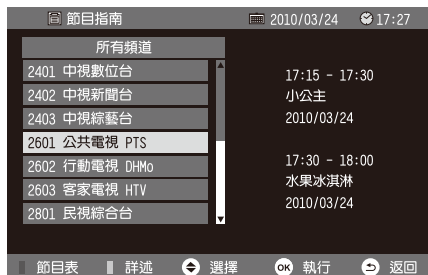 節目指南 2010/03/24 17:27
所有頻道
2401 中視數位台
2402 中視新聞台
2403 中視綜藝台
2601 公共電視 PTS
2602 行動電視 DHMo
2603 客家電視 HTV
2801 民視綜合台
17:15 - 17:30
小公主
2010/03/24
17:30 - 18:00
水果冰淇淋
2010/03/24
節目表 詳述 選擇 OK 執行 返回